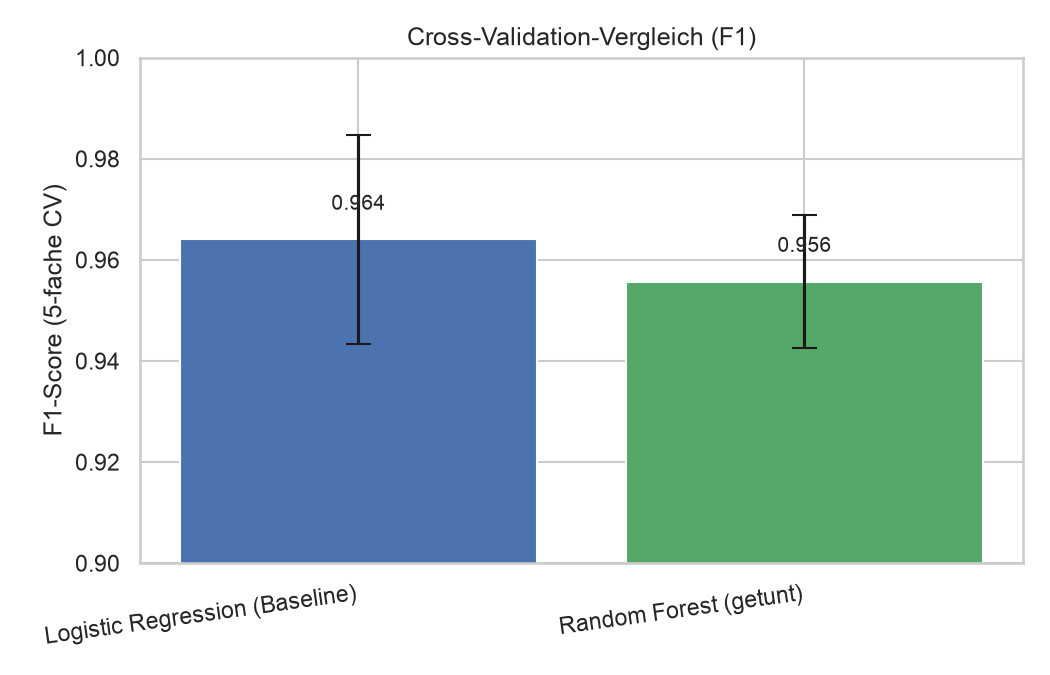 Cross-Validation-Vergleich (F1)
F1-Score (5-fache CV)
1.00
0.98
0.96
0.94
0.92
0.90
0.964
0.956
Logistic Regression (Baseline)
Random Forest (getunt)